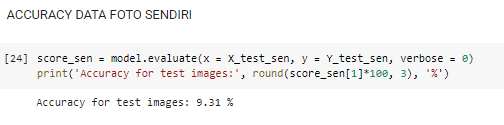 ACCURACY DATA FOTO SENDIRI
[24] score_sen = model.evaluate(x = X_test_sen, y = Y_test_sen, verbose = 0)
print('Accuracy for test images:', round(score_sen[1]*100, 3), '%')
Accuracy for test images: 9.31 %